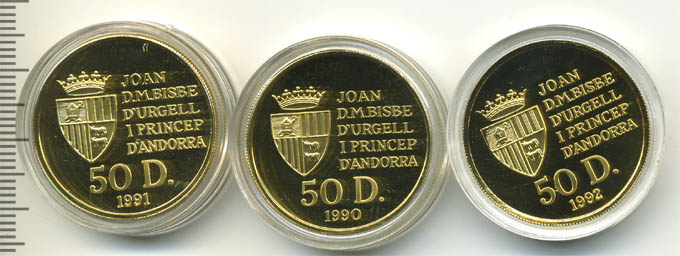 JOAN
D.M.BISBE
D'URGELL
I PRINCEP
D'ANDORRA
50 D.
1991
JOAN
D.M.BISBE
D'URGELL
I PRINCEP
D'ANDORRA
50 D.
1990
JOAN
D.M.BISBE
D'URGELL
I PRINCEP
D'ANDORRA
50 D.
1992